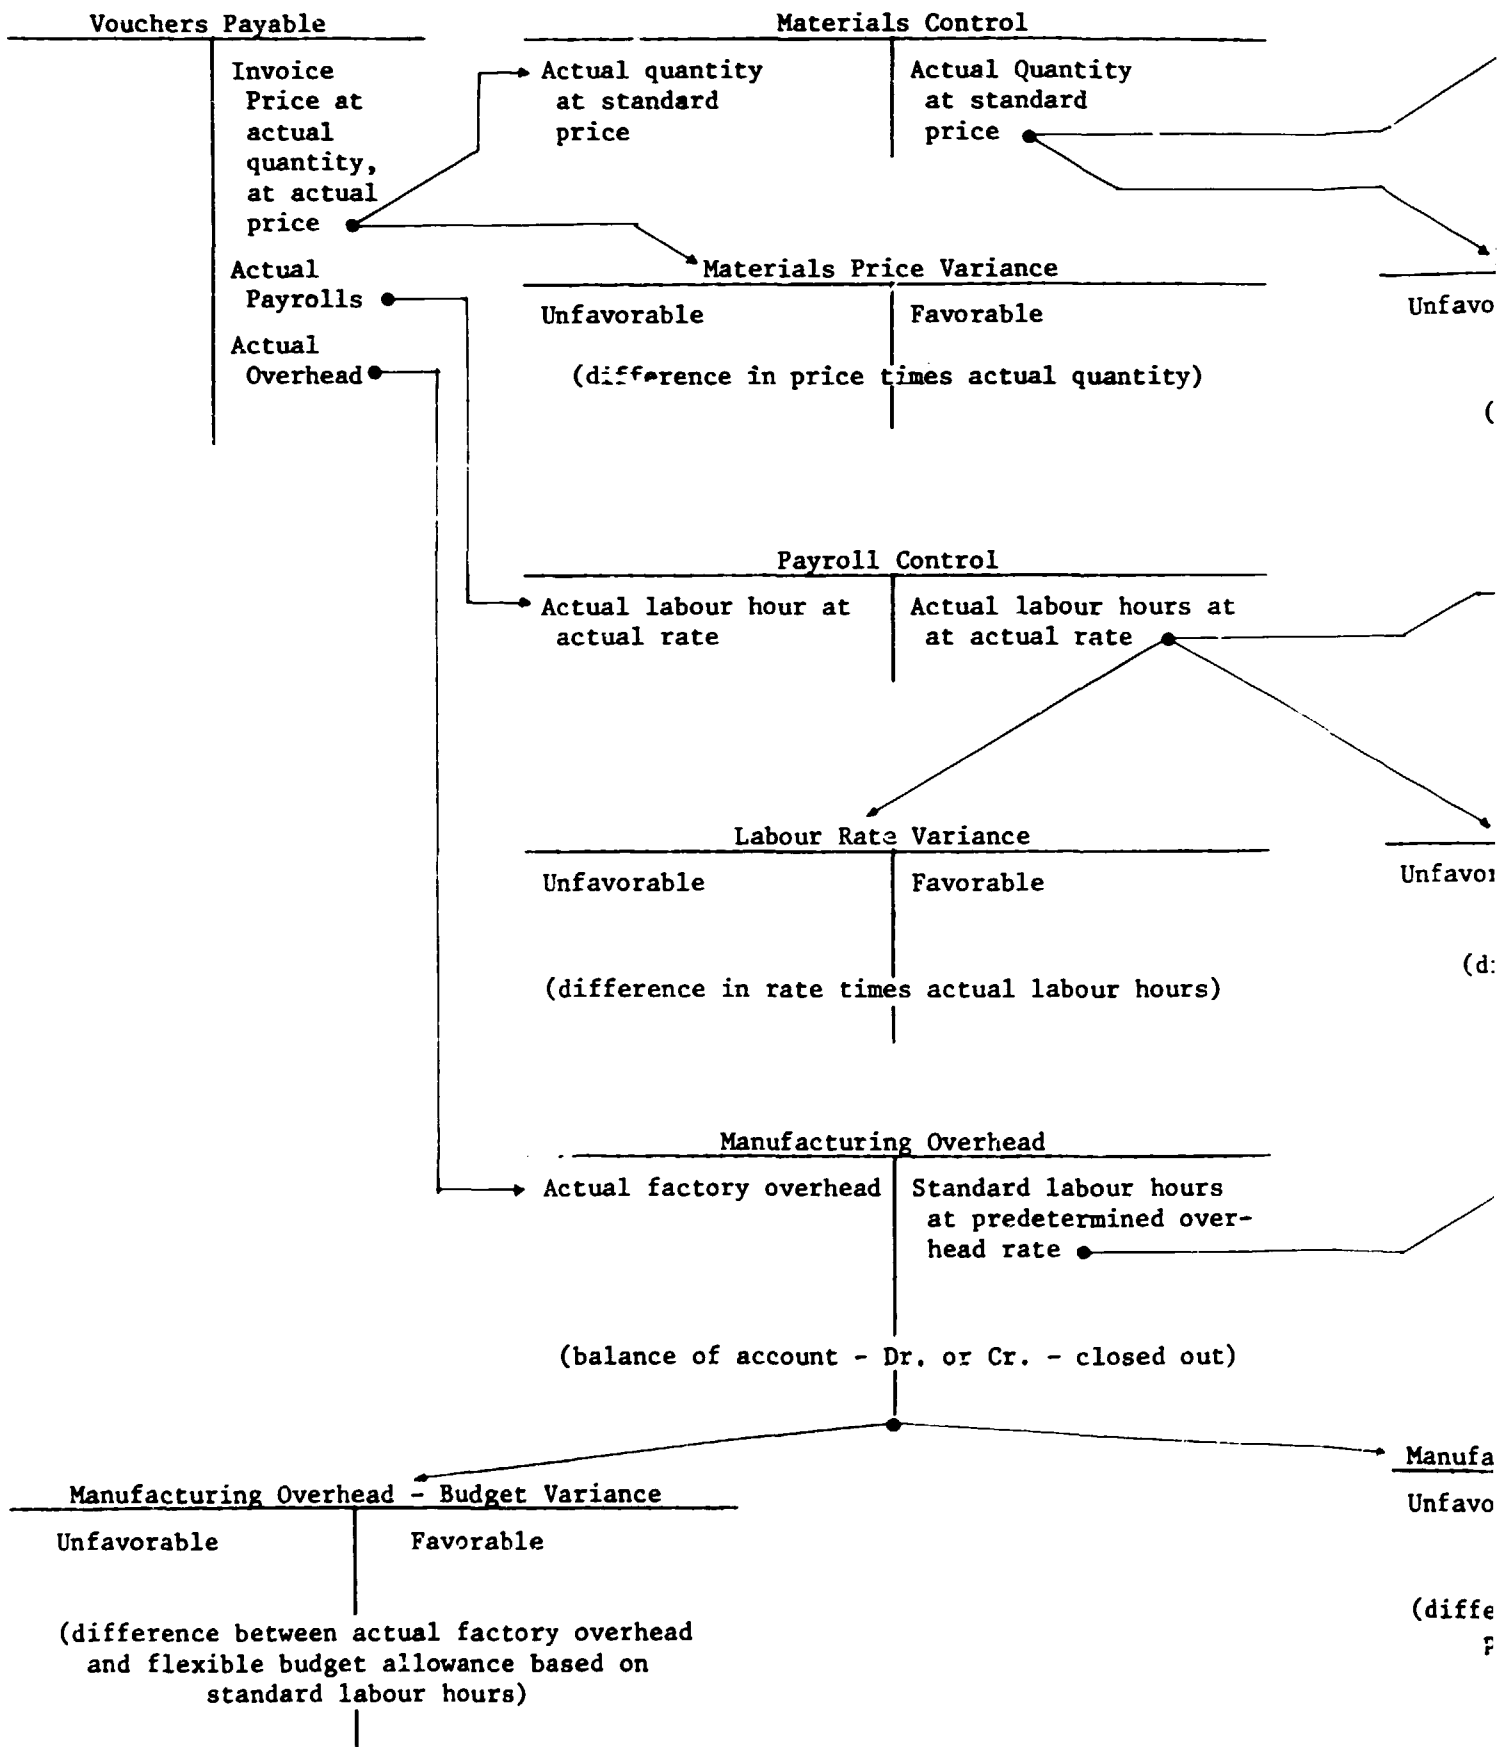 Vouchers Payable
Invoice
Price at
actual
quantity,
at actual
price
Actual
Payrolls
Actual
Overhead
Materials Control
Actual quantity
at standard
price
Actual Quantity
at standard
price
Materials Price Variance
Unfavorable
Favorable
(difference in price times actual quantity)
Unfavo
(
Payroll Control
Actual labour hour at
actual rate
Actual labour hours at
at actual rate
Labour Rate Variance
Unfavorable
Favorable
(difference in rate times actual labour hours)
Unfavor
(di
Manufacturing Overhead
Actual factory overhead
Standard labour hours
at predetermined over-
head rate
(balance of account - Dr. or Cr. - closed out)
Manufacturing Overhead - Budget Variance
Unfavorable
Favorable
(difference between actual factory overhead
and flexible budget allowance based on
standard labour hours)
Manufa
Unfavo
(diffe